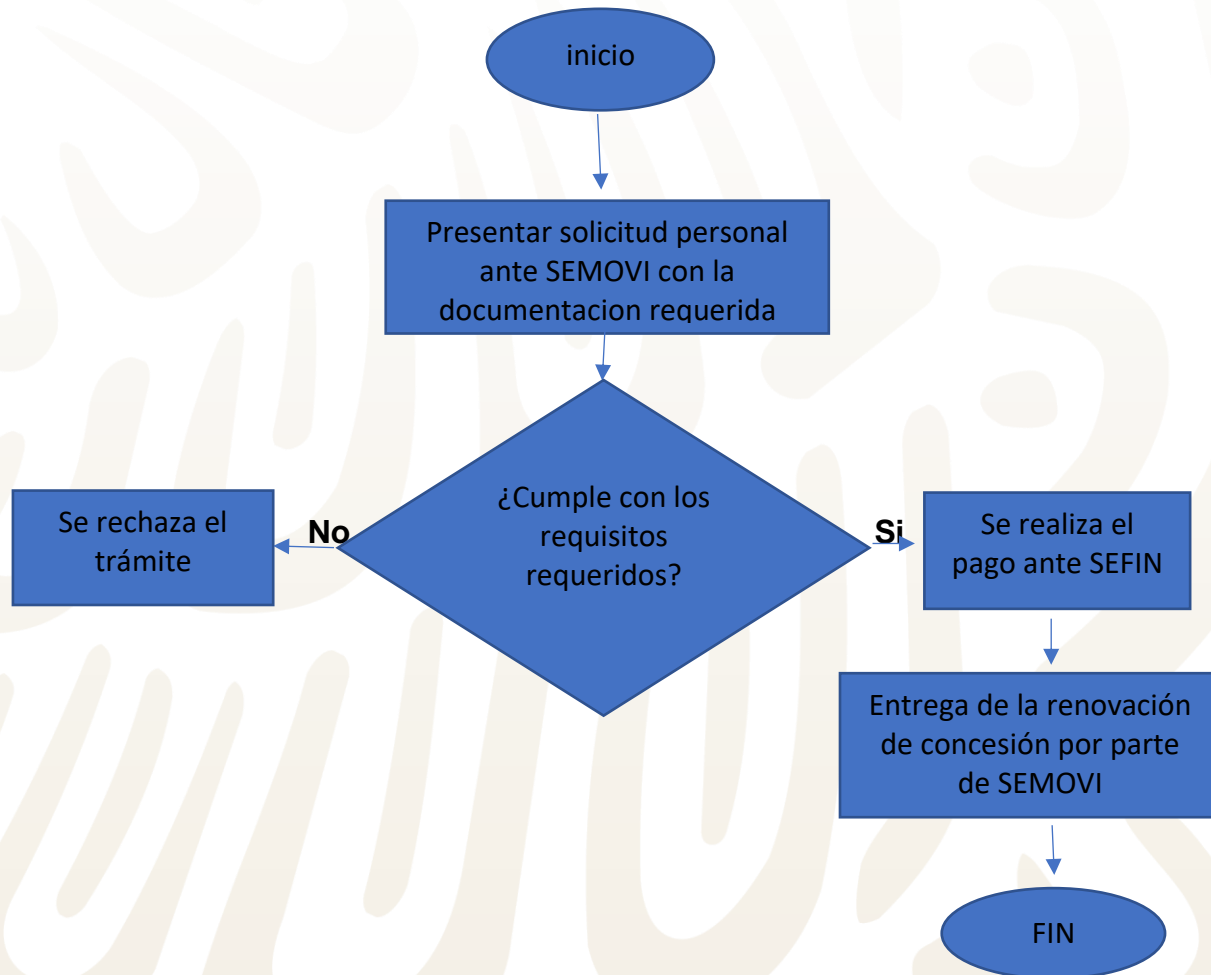 inicio
Presentar solicitud personal
ante SEMOVI con la
documentacion requerida
¿Cumple con los
requisitos
requeridos?
No
Si
Se rechaza el
trámite
Se realiza el
pago ante SEFIN
Entrega de la renovación
de concesión por parte
de SEMOVI
FIN